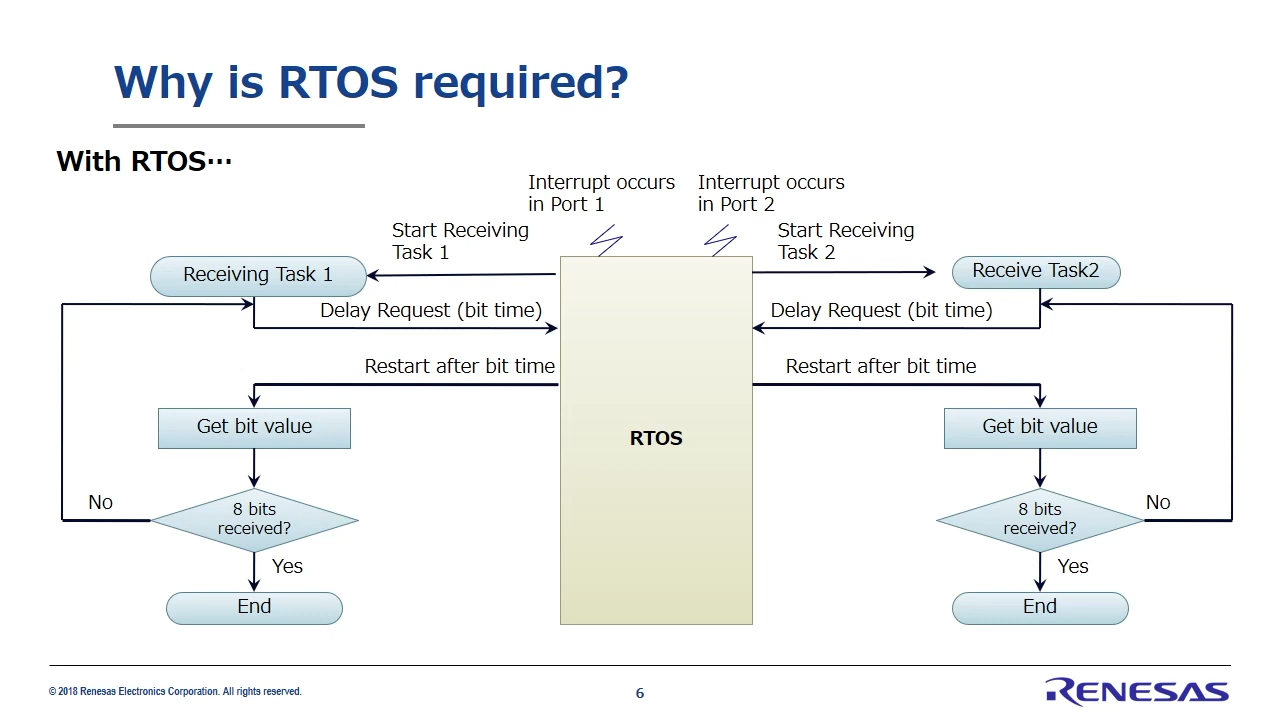 Why is RTOS required?
With RTOS…
Interrupt occurs
in Port 1
Interrupt occurs
in Port 2
Start Receiving
Task 1
Start Receiving
Task 2
Receiving Task 1
Receive Task2
Delay Request (bit time)
Delay Request (bit time)
Restart after bit time
Restart after bit time
Get bit value
RTOS
Get bit value
No
8 bits
received?
8 bits
received?
No
Yes
Yes
End
End
© 2018 Renesas Electronics Corporation. All rights reserved.
6
RENESAS